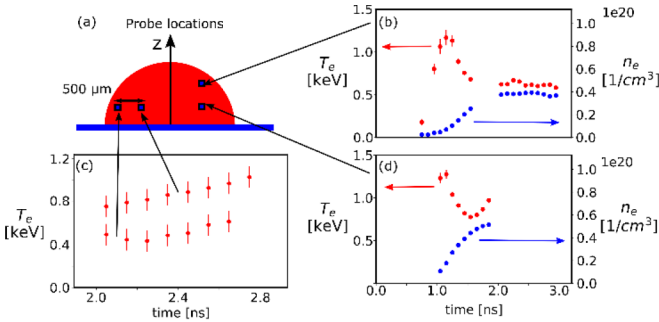 (a)
Probe locations
Z
500 μm
(b)
1e20
1.5
1.0
0.5
0.0
T_e
[keV]
1.0
0.8
0.6
0.4
0.2
0.0
n_e
[1/cm³]
(c)
1.2
0.8
0.4
0.0
T_e
[keV]
2.0
2.4
2.8
time [ns]
(d)
1e20
1.5
1.0
0.5
T_e
[keV]
1.0
0.8
0.6
0.4
0.2
0.0
n_e
[1/cm³]
0.0
1.0
2.0
3.0
time [ns]